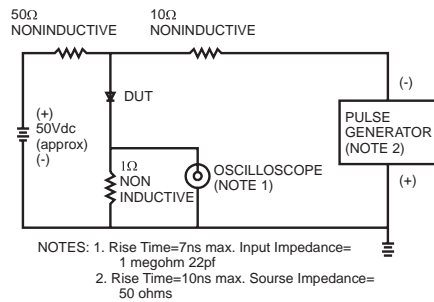 50Ω
NONINDUCTIVE
10Ω
NONINDUCTIVE
(+)
50Vdc
(approx)
(-)
DUT
1Ω
NON
INDUCTIVE
OSCILLOSCOPE
(NOTE 1)
(-)
PULSE
GENERATOR
(NOTE 2)
(+)
NOTES: 1. Rise Time=7ns max. Input Impedance=
1 megohm 22pf
2. Rise Time=10ns max. Sourse Impedance=
50 ohms